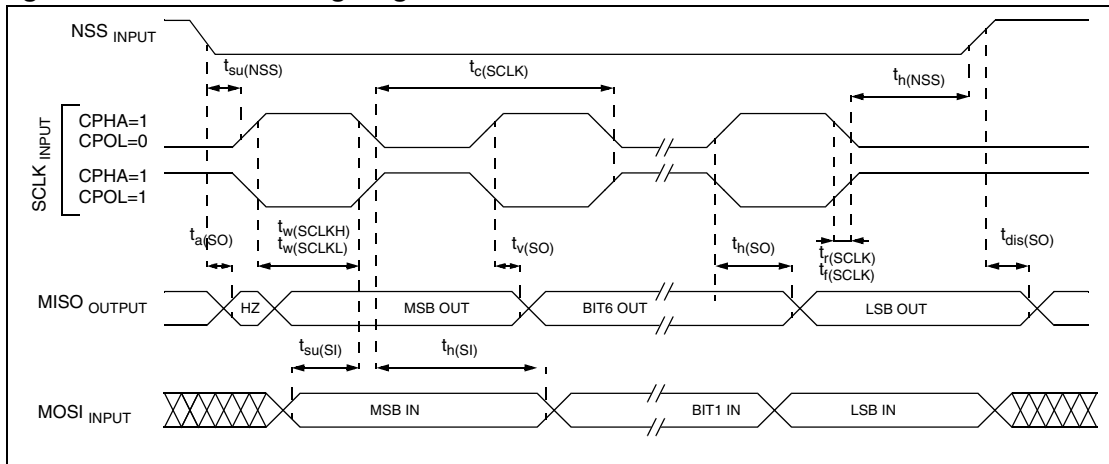 NSS INPUT
tsu(NSS)
tc(SCLK)
th(NSS)
SCLK INPUT
CPHA=1
CPOL=0
CPHA=1
CPOL=1
ta(SO)
tw(SCLKH)
tw(SCLKL)
tv(SO)
th(SO)
tr(SCLK)
tf(SCLK)
tdis(SO)
MISO OUTPUT
HZ
MSB OUT
BIT6 OUT
LSB OUT
tsu(SI)
th(SI)
MOSI INPUT
MSB IN
BIT1 IN
LSB IN